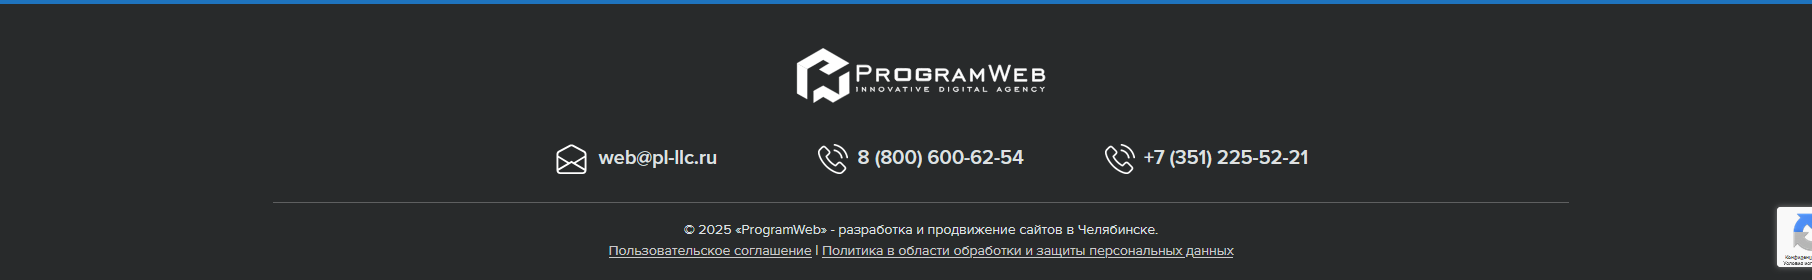 PROGRAMWEB
INNOVATIVE DIGITAL AGENCY
web@pl-llc.ru
8 (800) 600-62-54
+7 (351) 225-52-21
© 2025 «ProgramWeb» - разработка и продвижение сайтов в Челябинске.
Пользовательское соглашение | Политика в области обработки и защиты персональных данных